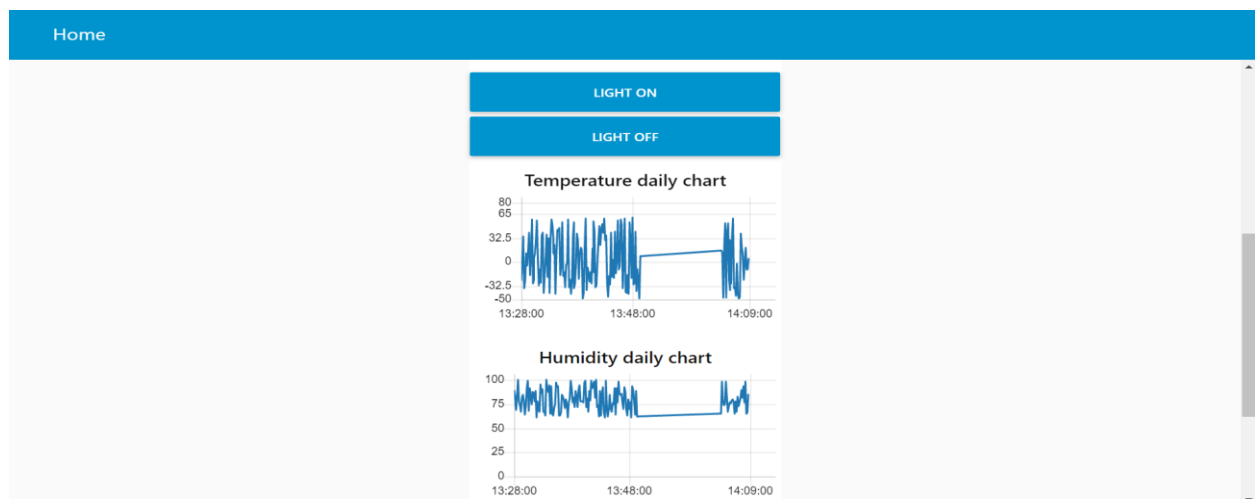 Home
LIGHT ON
LIGHT OFF
Temperature daily chart
80
65
32.5
0
-32.5
-50
13:28:00 13:48:00 14:09:00
Humidity daily chart
100
75
50
25
0
13:28:00 13:48:00 14:09:00